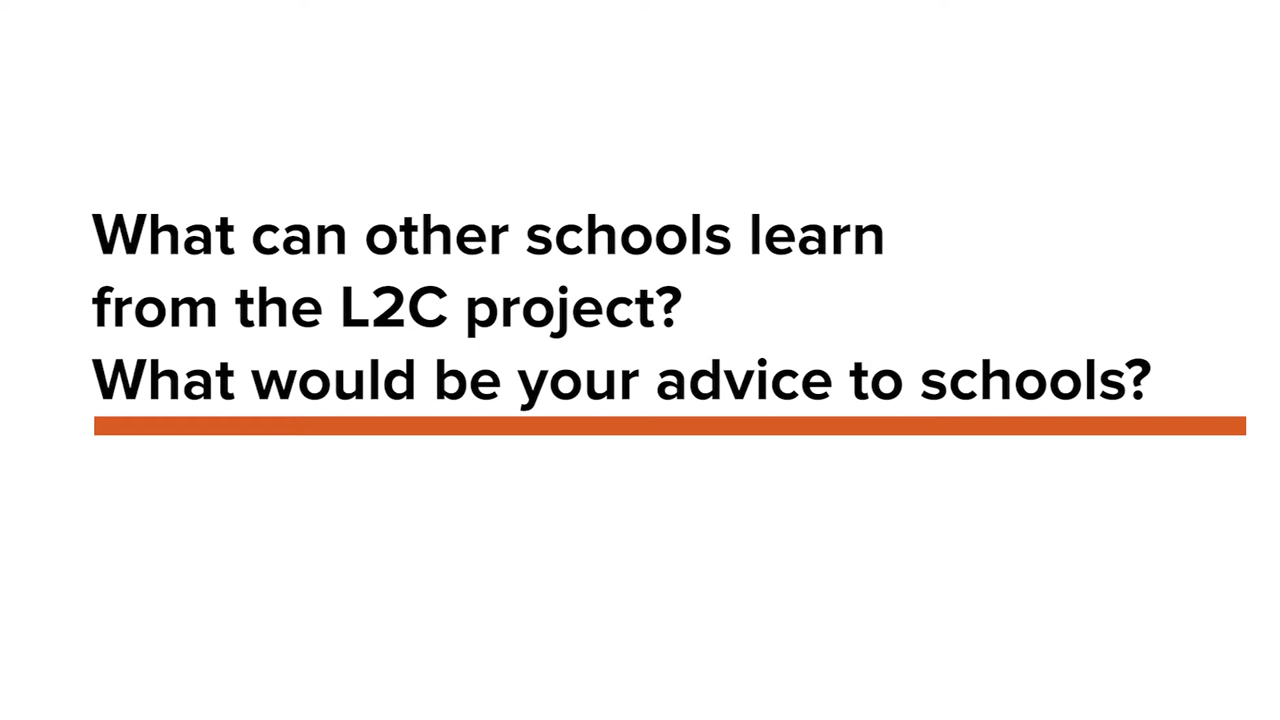 What can other schools learn
from the L2C project?
What would be your advice to schools?